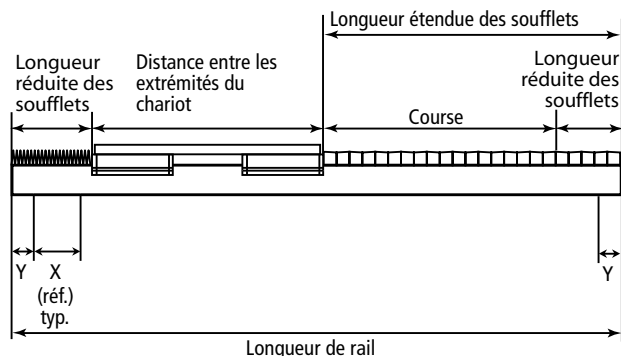 Longueur étendue des soufflets
Longueur
réduite des
soufflets
Distance entre les
extrémités du
chariot
Longueur
réduite des
soufflets
Course
Y
X
(réf.)
typ.
Y
Longueur de rail